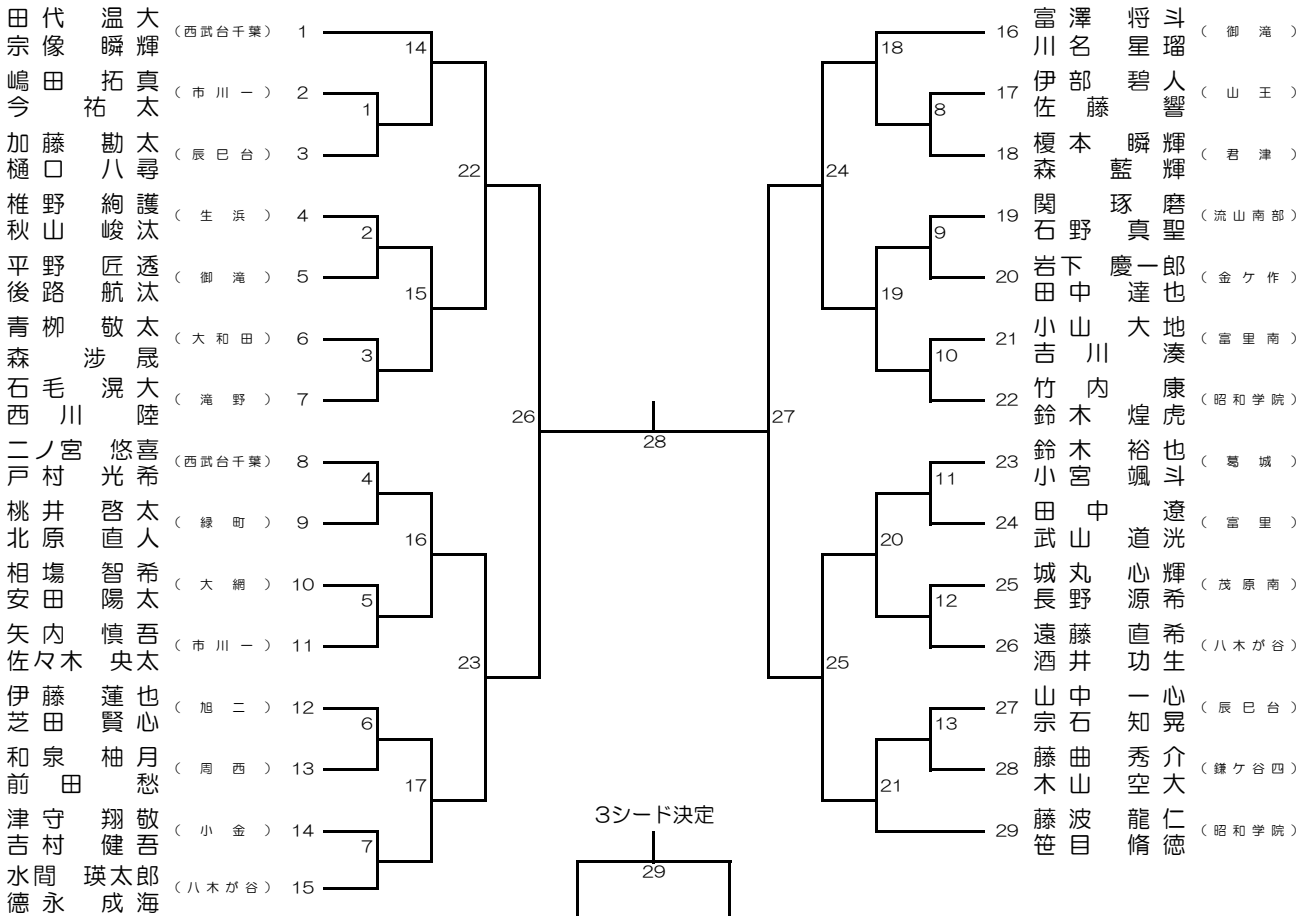 田代 温大
宗像 瞬輝
(西武台千葉) 1
嶋田 拓真
今 祐太
(市川一) 2
加藤 勘太
樋口 八尋
(辰巳台) 3
椎野 絢護
秋山 峻汰
(生浜) 4
平野 匠透
後路 航汰
(御滝) 5
青栁 敬太
森 渉晟
(大和田) 6
石毛 滉大
西川 陸
(滝野) 7
二ノ宮 悠喜
戸村 光希
(西武台千葉) 8
桃井 啓太
北原 直人
(緑町) 9
相塲 智希
安田 陽太
(大網) 10
矢内 慎吾
佐々木 央太
(市川一) 11
伊藤 蓮也
芝田 賢心
(旭二) 12
和泉 柚月
前田 愁
(周西) 13
津守 翔敬
吉村 健吾
(小金) 14
水間 瑛太郎
德永 成海
(八木が谷) 15
14
1
22
2
15
3
26
4
16
5
23
6
17
7
28
3シード決定
29
18
8
24
9
19
10
27
11
20
12
25
13
21
16 富澤 将斗
川名 星瑠
(御滝)
17 伊部 碧人
佐藤 響
(山王)
18 榎本 瞬輝
森 藍輝
(君津)
19 関 琢磨
石野 真聖
(流山南部)
20 岩下 慶一郎
田中 達也
(金ケ作)
21 小山 大地
吉川 湊
(富里南)
22 竹内 康
鈴木 煌虎
(昭和学院)
23 鈴木 裕也
小宮 颯斗
(葛城)
24 田中 遼
武山 道洸
(富里)
25 城丸 心輝
長野 源希
(茂原南)
26 遠藤 直希
酒井 功生
(八木が谷)
27 山中 一心
宗石 知晃
(辰巳台)
28 藤曲 秀介
木山 空大
(鎌ケ谷四)
29 藤波 龍仁
笹目 脩徳
(昭和学院)